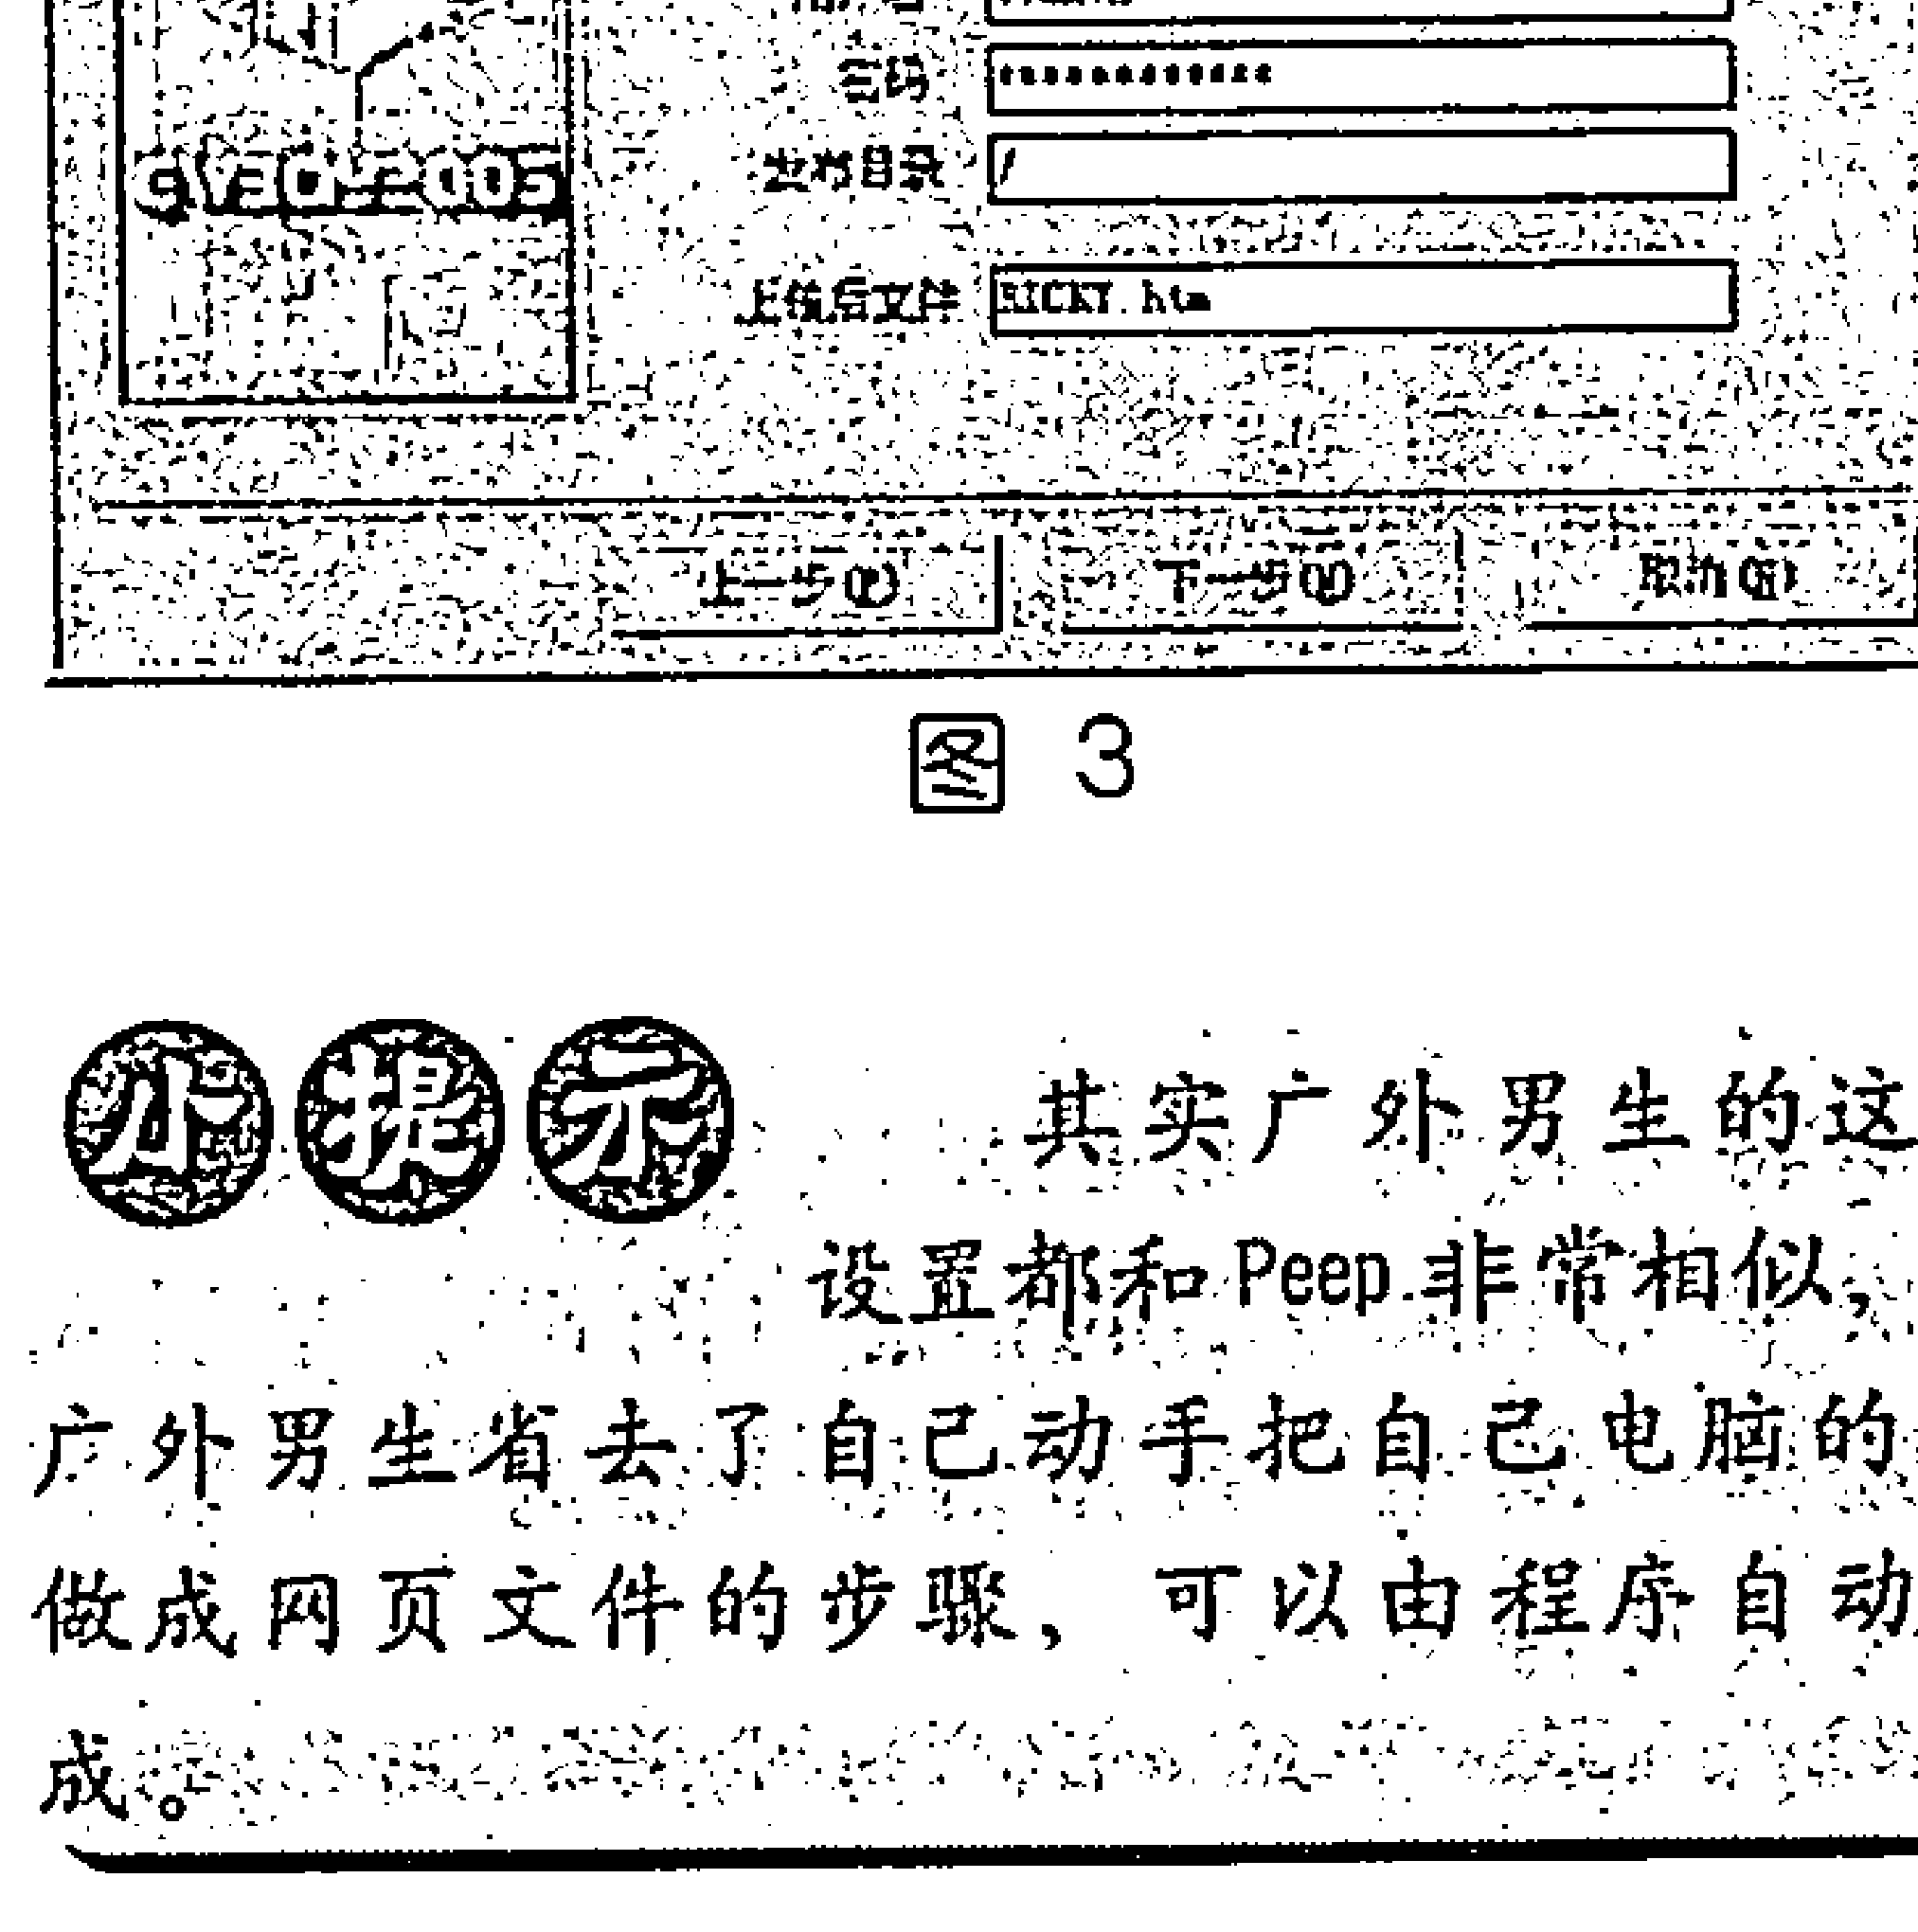 密码 ************
发布目录 /
上传后文件 RICKY.htm
上一步(P) 下一步(N) 取消(C)
图 3
小提示 其实广外男生的这
设置都和Peep非常相似，
广外男生省去了自己动手把自己电脑的
做成网页文件的步骤，可以由程序自动
成。